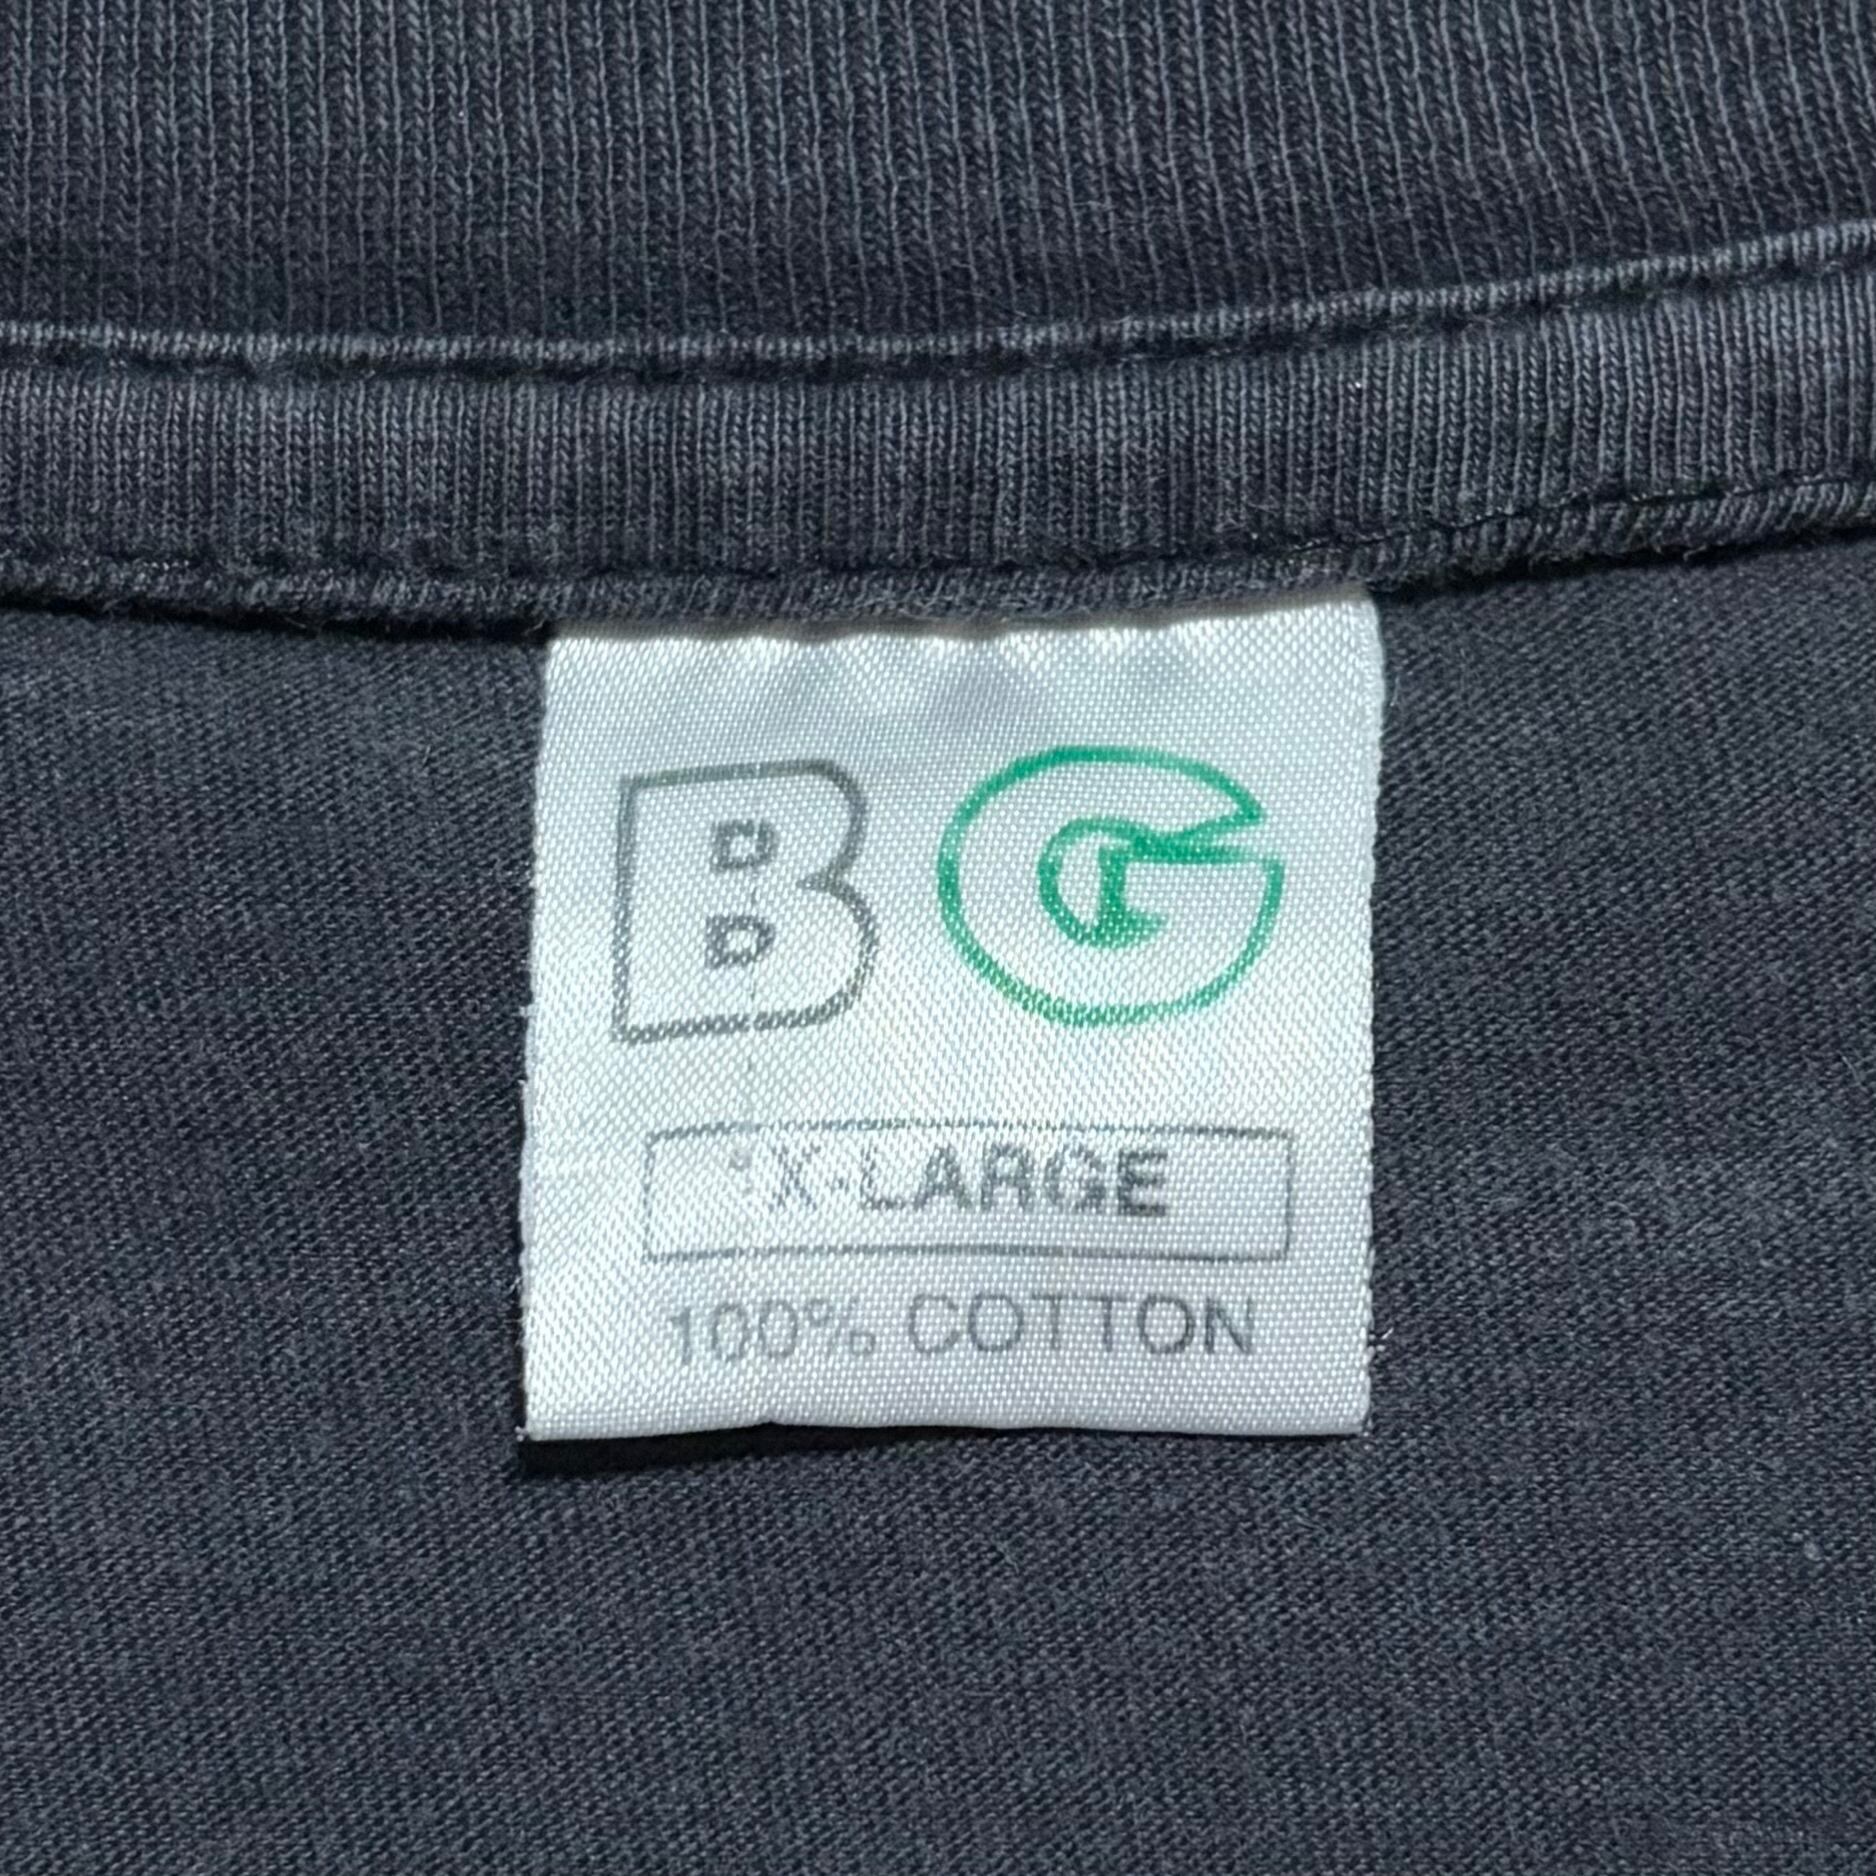 BG
X-LARGE
100% COTTON